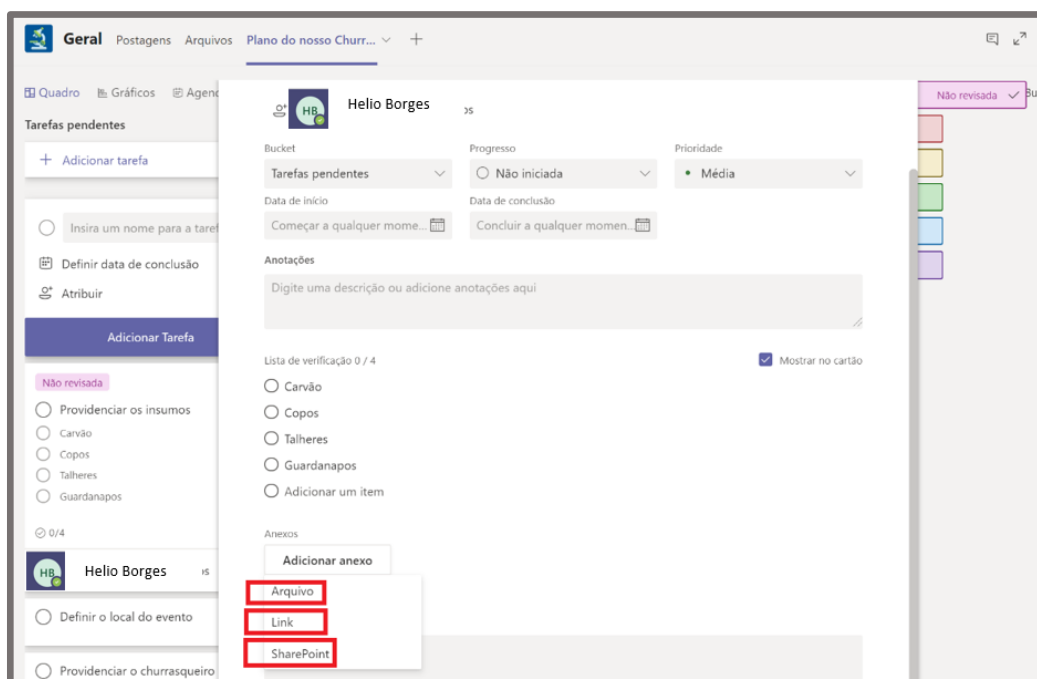 Geral Postagens Arquivos Plano do nosso Churr...
Quadro Gráficos Agend
Tarefas pendentes
Adicionar tarefa
Insira um nome para a taref
Definir data de conclusão
Atribuir
Adicionar Tarefa
Não revisada
Providenciar os insumos
Carvão
Copos
Talheres
Guardanapos
0/4
HB Helio Borges
Definir o local do evento
Providenciar o churrasqueiro
HB Helio Borges os
Bucket Progresso Prioridade
Tarefas pendentes Não iniciada Média
Data de início Data de conclusão
Começar a qualquer mome... Concluir a qualquer momen...
Anotações
Digite uma descrição ou adicione anotações aqui
Lista de verificação 0 / 4 Mostrar no cartão
Carvão
Copos
Talheres
Guardanapos
Adicionar um item
Anexos
Adicionar anexo
Arquivo
Link
SharePoint
Não revisada Bu